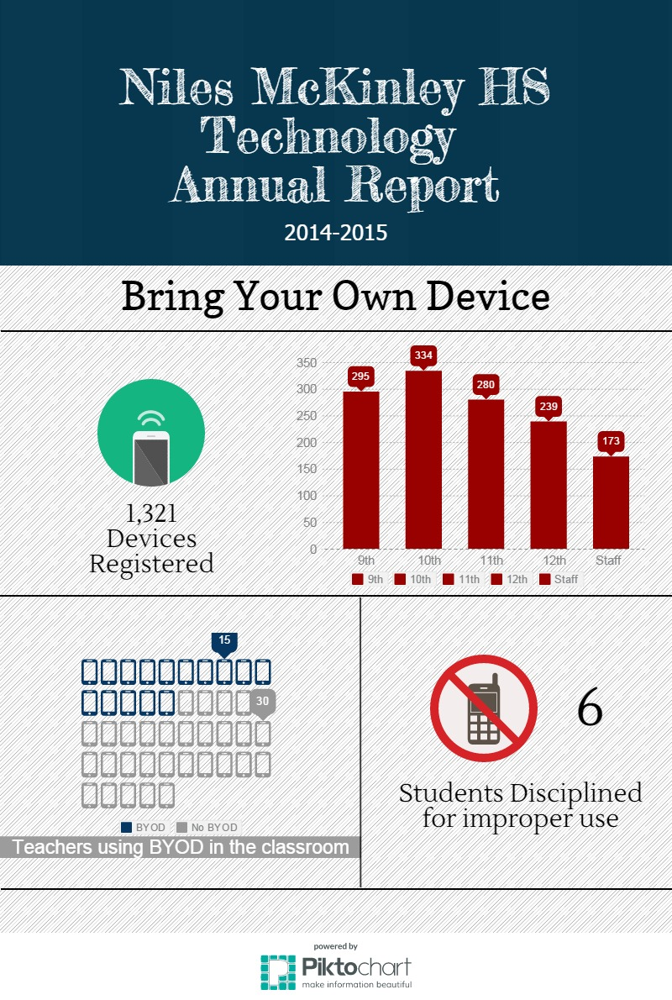 Niles McKinley HS
Technology
Annual Report
2014-2015
Bring Your Own Device
1,321
Devices
Registered
350
300
250
200
150
100
50
0
295
334
280
239
173
9th
10th
11th
12th
Staff
9th
10th
11th
12th
Staff
15
30
BYOD
No BYOD
Teachers using BYOD in the classroom
6
Students Disciplined
for improper use
powered by
Piktochart
make information beautiful